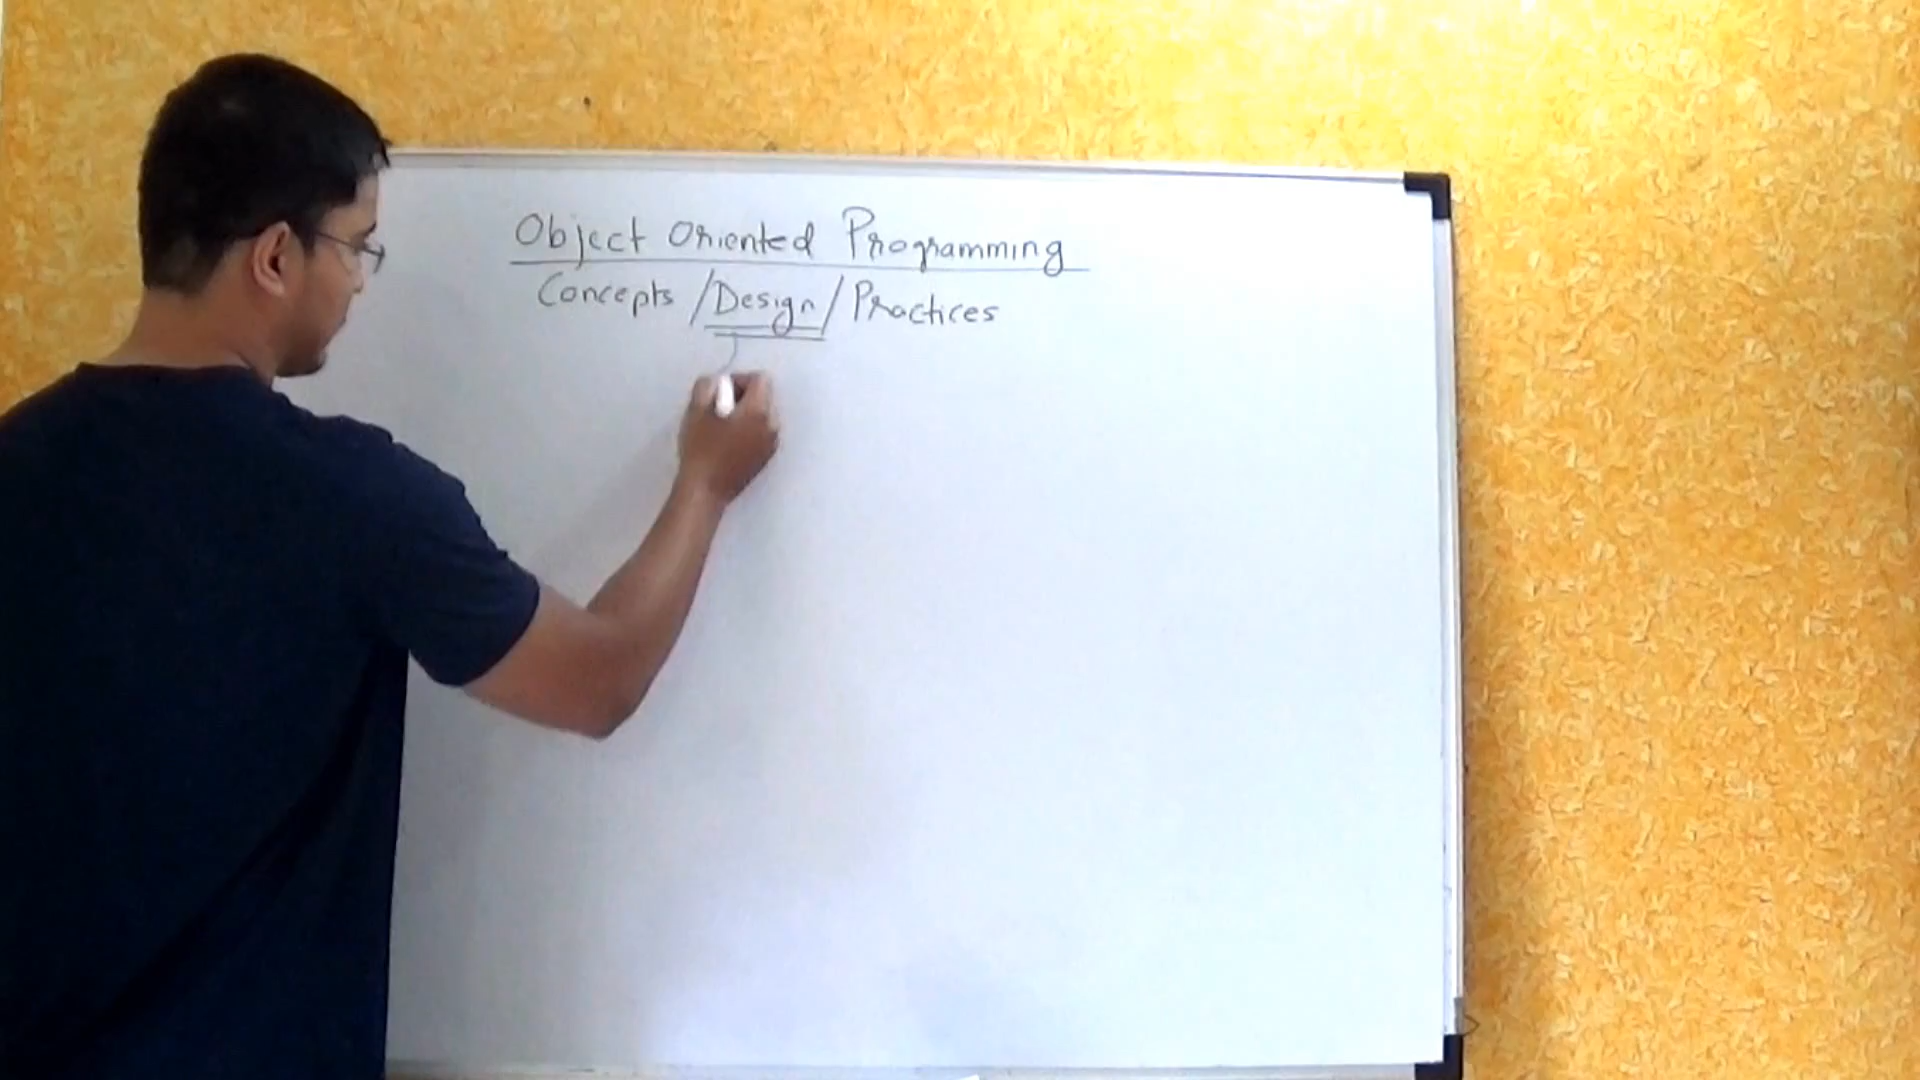 Object Oriented Programming
Concepts / Design / Practices